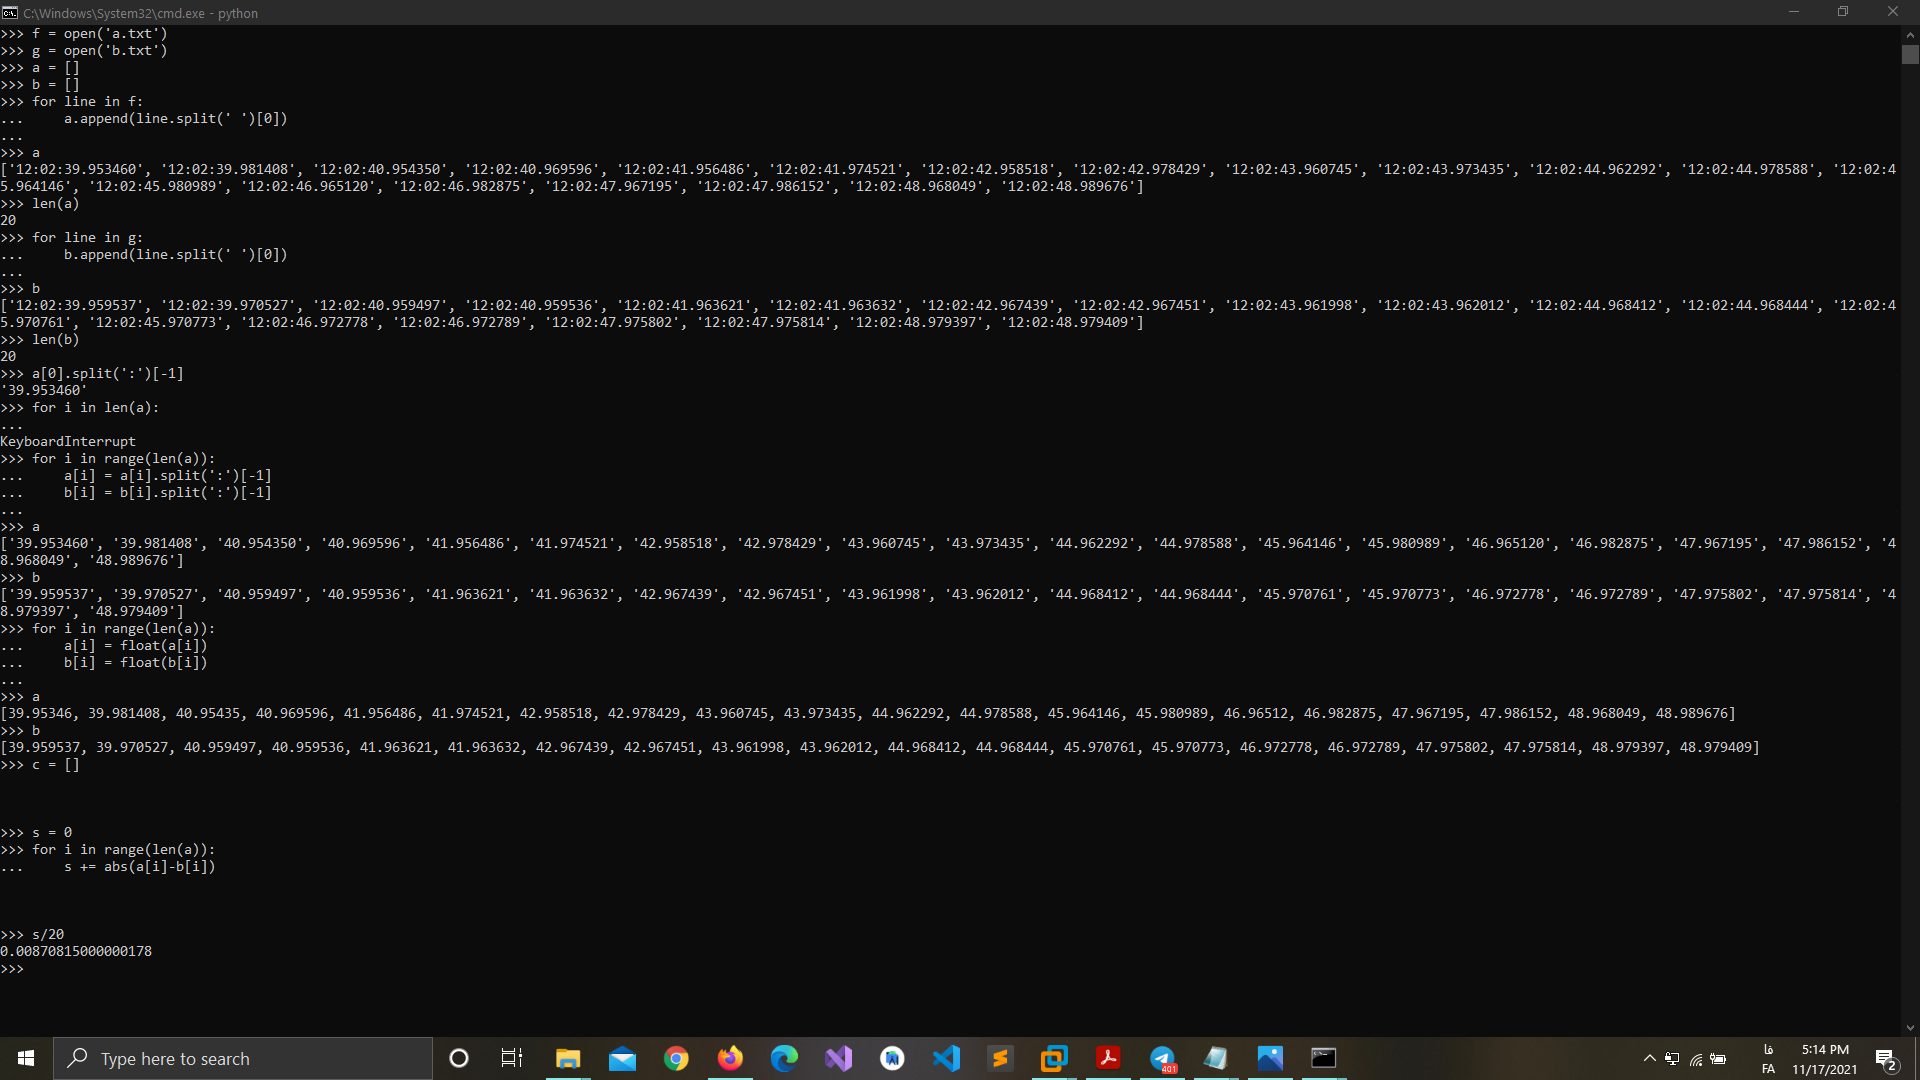 C:\Windows\System32\cmd.exe - python
>>> f = open('a.txt')
>>> g = open('b.txt')
>>> a = []
>>> b = []
>>> for line in f:
...     a.append(line.split(' ')[0])
...
>>> a
['12:02:39.953460', '12:02:39.981408', '12:02:40.954350', '12:02:40.969596', '12:02:41.956486', '12:02:41.974521', '12:02:42.958518', '12:02:42.978429', '12:02:43.960745', '12:02:43.973435', '12:02:44.962292', '12:02:44.978588', '12:02:4
5.964146', '12:02:45.980989', '12:02:46.965120', '12:02:46.982875', '12:02:47.967195', '12:02:47.986152', '12:02:48.968049', '12:02:48.989676']
>>> len(a)
20
>>> for line in g:
...     b.append(line.split(' ')[0])
...
>>> b
['12:02:39.959537', '12:02:39.970527', '12:02:40.959497', '12:02:40.959536', '12:02:41.963621', '12:02:41.963632', '12:02:42.967439', '12:02:42.967451', '12:02:43.961998', '12:02:43.962012', '12:02:44.968412', '12:02:44.968444', '12:02:4
5.970761', '12:02:45.970773', '12:02:46.972778', '12:02:46.972789', '12:02:47.975802', '12:02:47.975814', '12:02:48.979397', '12:02:48.979409']
>>> len(b)
20
>>> a[0].split(':')[-1]
'39.953460'
>>> for i in len(a):
...
KeyboardInterrupt
>>> for i in range(len(a)):
...     a[i] = a[i].split(':')[-1]
...     b[i] = b[i].split(':')[-1]
...
>>> a
['39.953460', '39.981408', '40.954350', '40.969596', '41.956486', '41.974521', '42.958518', '42.978429', '43.960745', '43.973435', '44.962292', '44.978588', '45.964146', '45.980989', '46.965120', '46.982875', '47.967195', '47.986152', '4
8.968049', '48.989676']
>>> b
['39.959537', '39.970527', '40.959497', '40.959536', '41.963621', '41.963632', '42.967439', '42.967451', '43.961998', '43.962012', '44.968412', '44.968444', '45.970761', '45.970773', '46.972778', '46.972789', '47.975802', '47.975814', '4
8.979397', '48.979409']
>>> for i in range(len(a)):
...     a[i] = float(a[i])
...     b[i] = float(b[i])
...
>>> a
[39.95346, 39.981408, 40.95435, 40.969596, 41.956486, 41.974521, 42.958518, 42.978429, 43.960745, 43.973435, 44.962292, 44.978588, 45.964146, 45.980989, 46.96512, 46.982875, 47.967195, 47.986152, 48.968049, 48.989676]
>>> b
[39.959537, 39.970527, 40.959497, 40.959536, 41.963621, 41.963632, 42.967439, 42.967451, 43.961998, 43.962012, 44.968412, 44.968444, 45.970761, 45.970773, 46.972778, 46.972789, 47.975802, 47.975814, 48.979397, 48.979409]
>>> c = []
>>> s = 0
>>> for i in range(len(a)):
...     s += abs(a[i]-b[i])
>>> s/20
0.00870815000000178
>>>
Type here to search
401
فا
FA
5:14 PM
11/17/2021
2